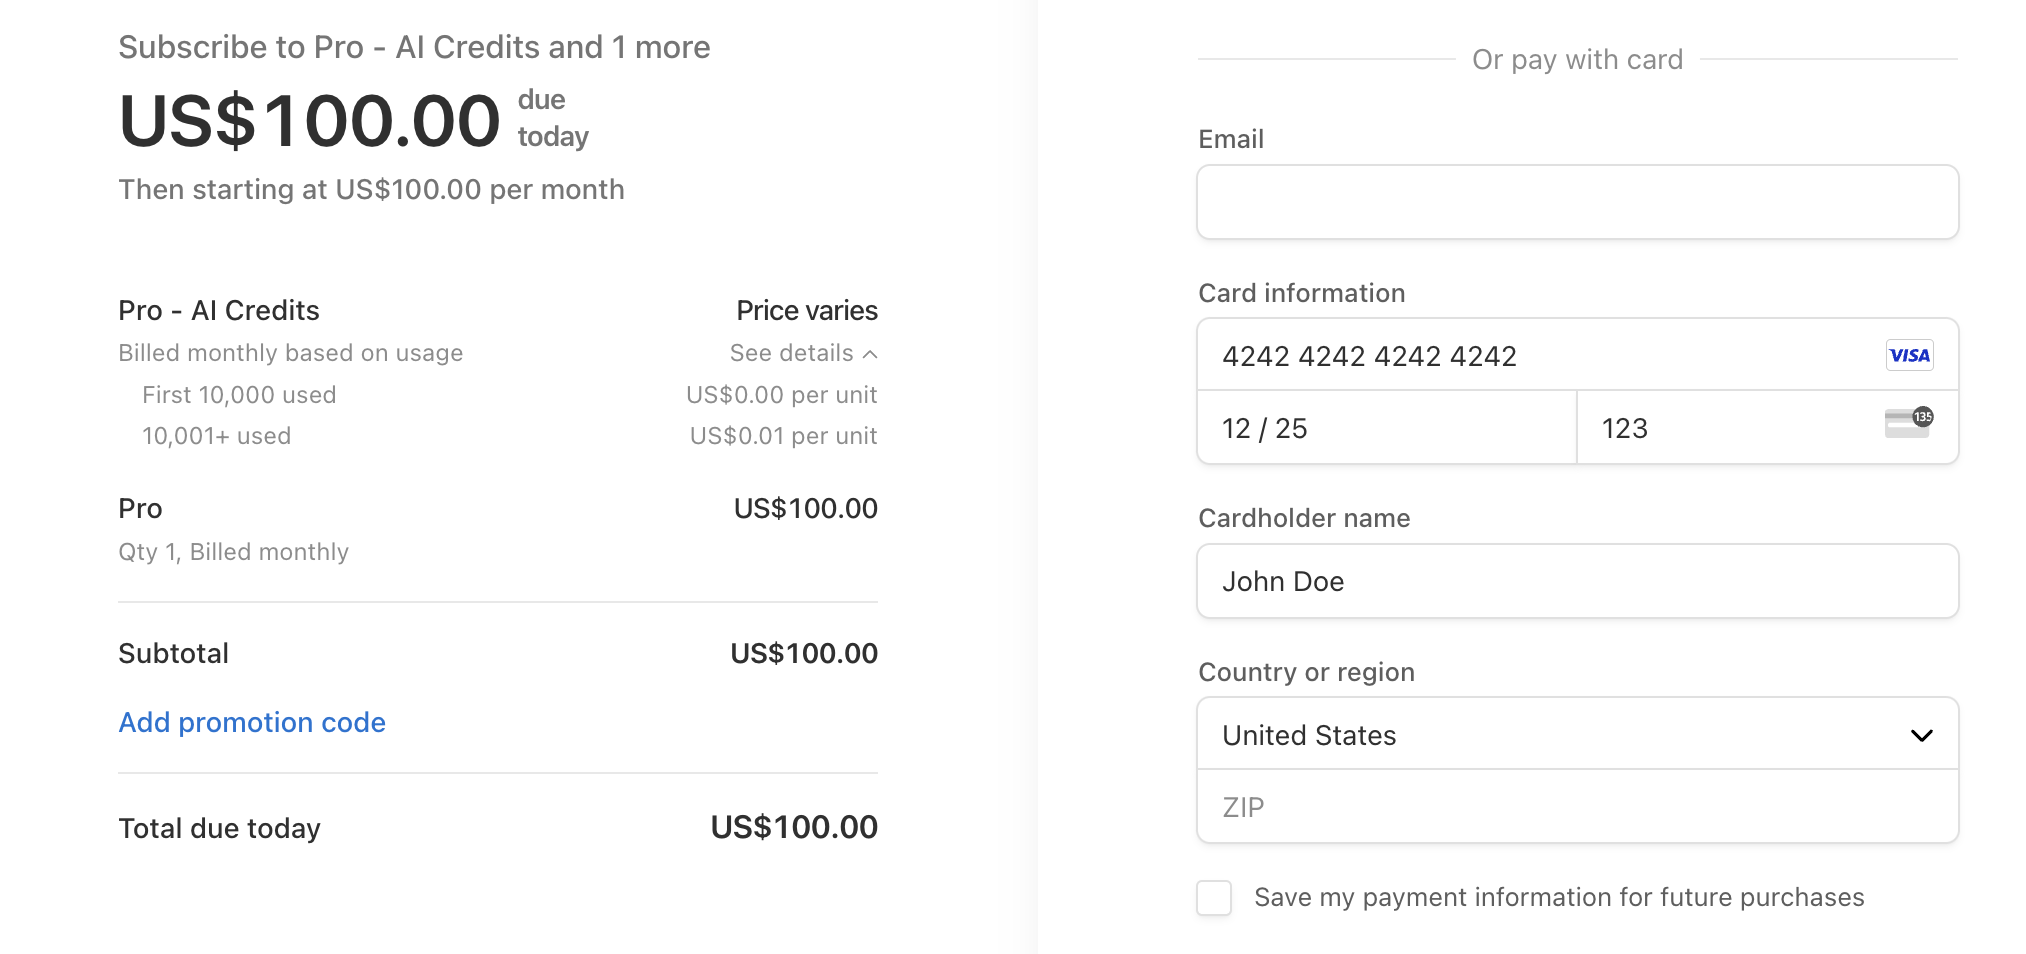 Subscribe to Pro - AI Credits and 1 more
US$100.00 due today
Then starting at US$100.00 per month
Pro - AI Credits Price varies
Billed monthly based on usage See details
First 10,000 used US$0.00 per unit
10,001+ used US$0.01 per unit
Pro US$100.00
Qty 1, Billed monthly
Subtotal US$100.00
Add promotion code
Total due today US$100.00
Or pay with card
Email
Card information
4242 4242 4242 4242 VISA
12 / 25 123 135
Cardholder name
John Doe
Country or region
United States
ZIP
Save my payment information for future purchases